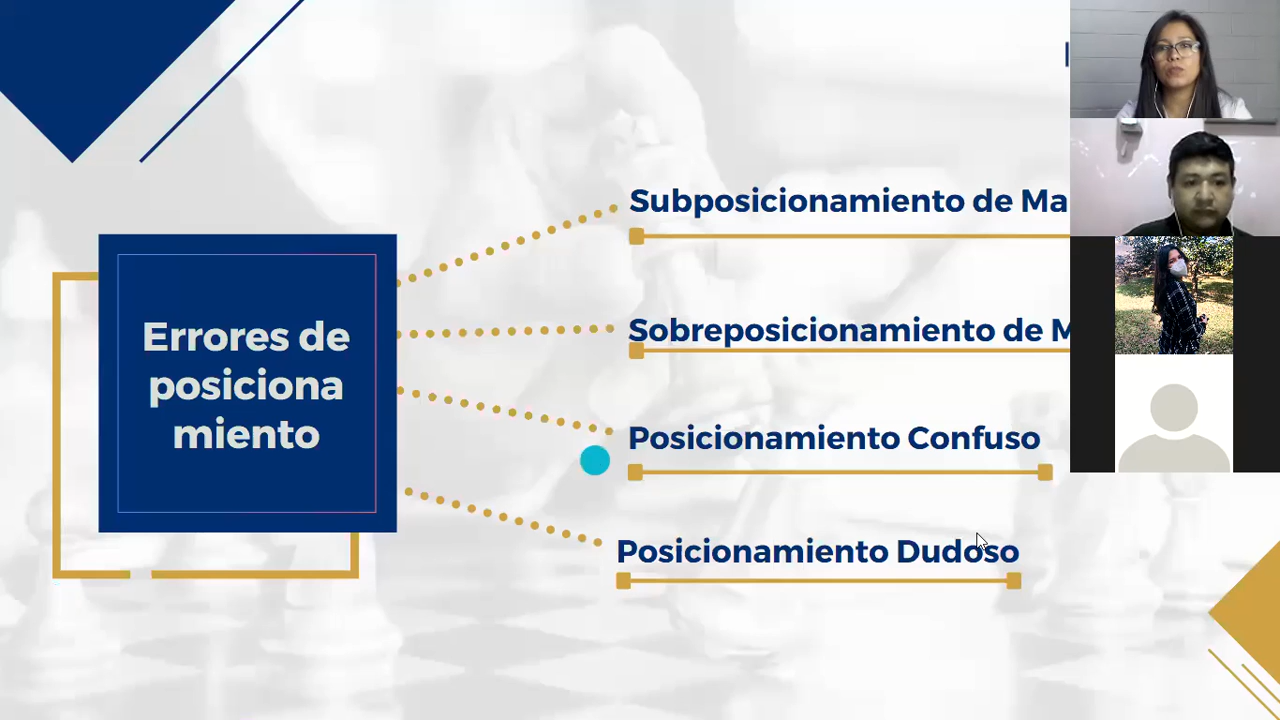 Errores de
posiciona
miento
Subposicionamiento de Ma
Sobreposicionamiento de M
Posicionamiento Confuso
Posicionamiento Dudoso